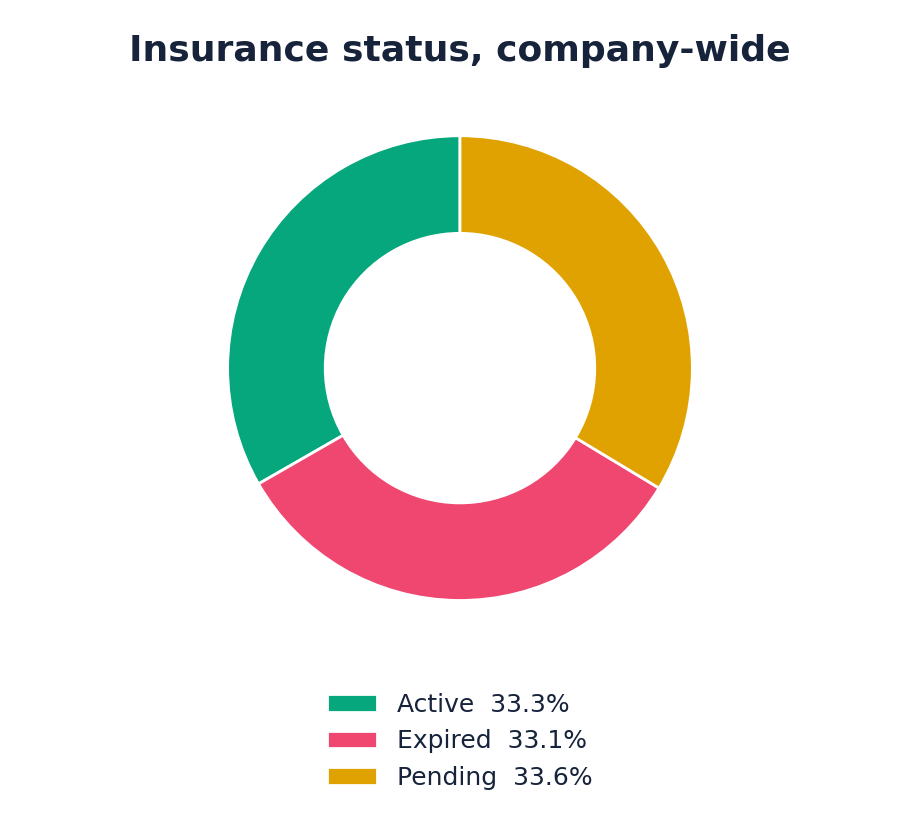 Insurance status, company-wide
Active  33.3%
Expired  33.1%
Pending  33.6%